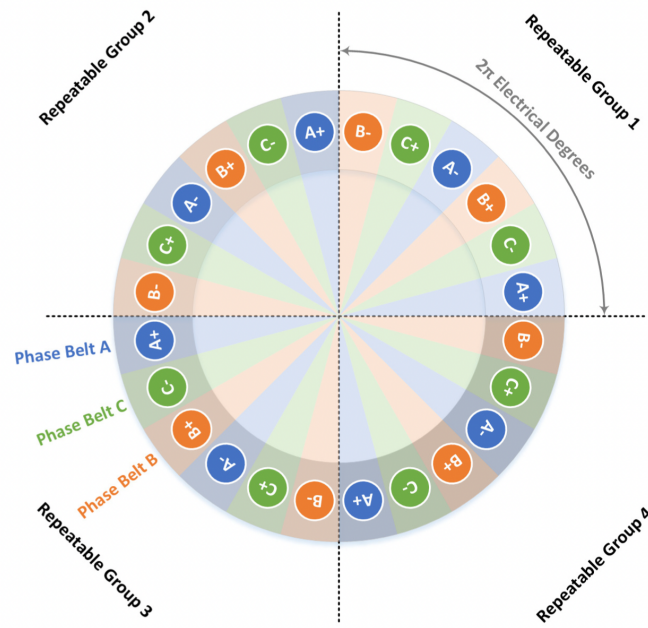 Repeatable Group 2
Repeatable Group 1
2π Electrical Degrees
B-
C+
A-
B+
C-
A+
B-
C+
A-
B+
C-
A+
B-
C+
A-
B+
C-
A+
B-
C+
A-
B+
C-
A+
Phase Belt A
Phase Belt C
Phase Belt B
Repeatable Group 3
Repeatable Group 4